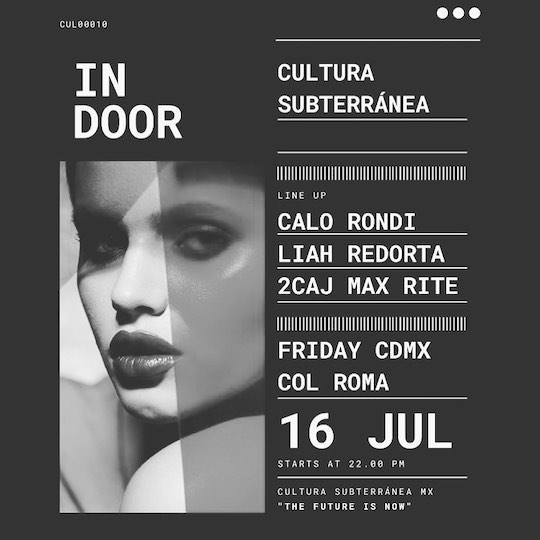 CUL00010
IN
DOOR
CULTURA
SUBTERRÁNEA
LINE UP
CALO RONDI
LIAH REDORTA
2CAJ MAX RITE
FRIDAY CDMX
COL ROMA
16 JUL
STARTS AT 22.00 PM
CULTURA SUBTERRÁNEA MX
"THE FUTURE IS NOW"